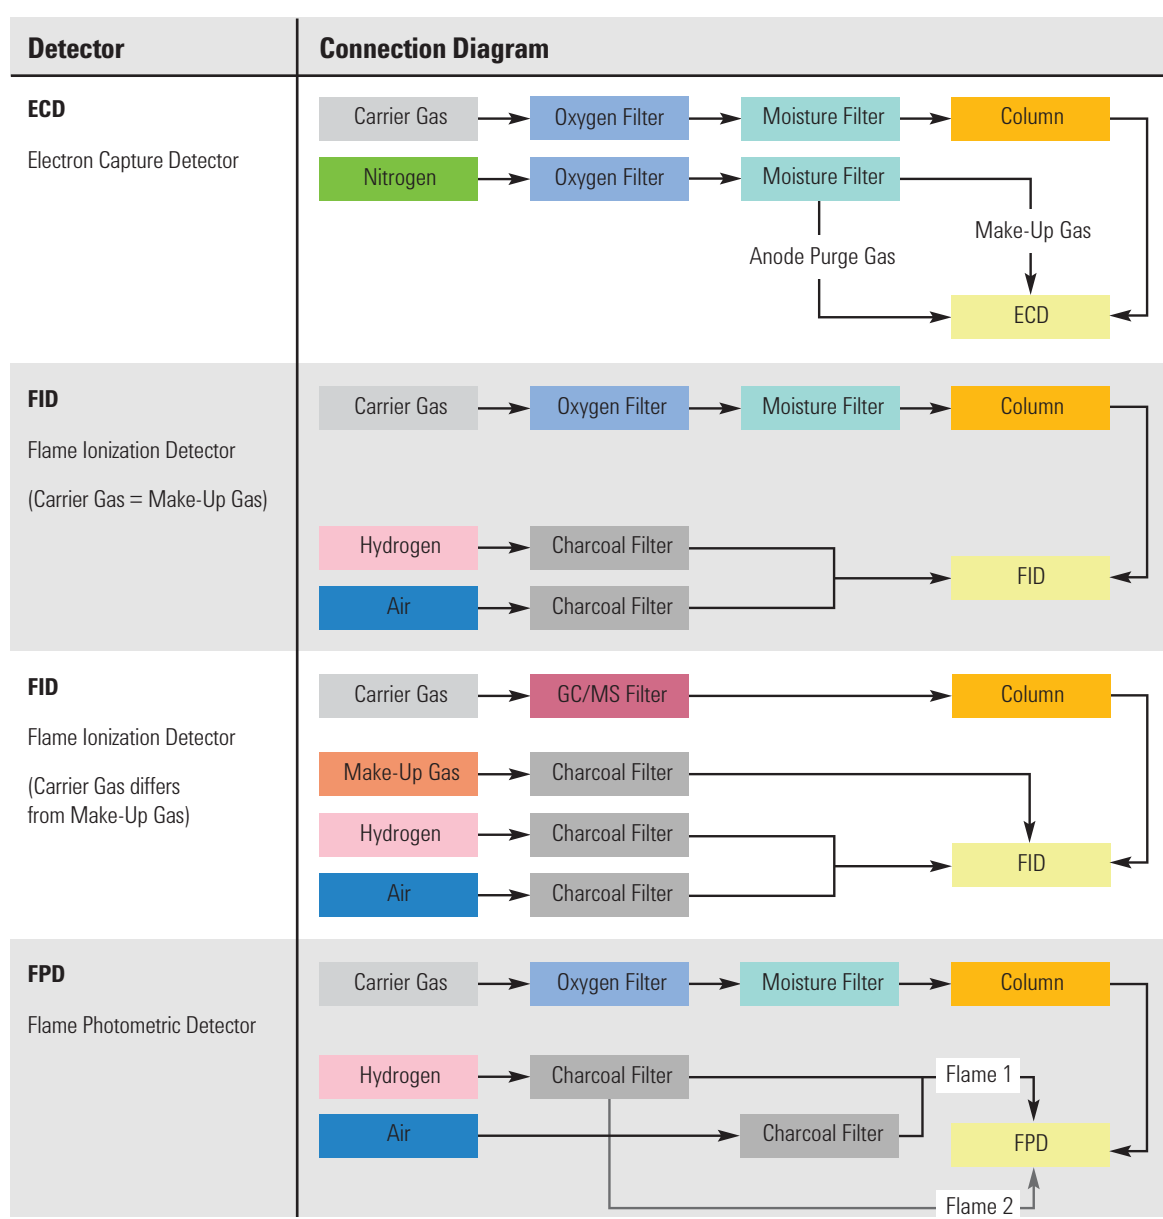 Detector
Connection Diagram
ECD
Electron Capture Detector
Carrier Gas
Oxygen Filter
Moisture Filter
Column
Nitrogen
Oxygen Filter
Moisture Filter
Make-Up Gas
Anode Purge Gas
ECD
FID
Flame Ionization Detector
(Carrier Gas = Make-Up Gas)
Carrier Gas
Oxygen Filter
Moisture Filter
Column
Hydrogen
Charcoal Filter
FID
Air
Charcoal Filter
FID
Flame Ionization Detector
(Carrier Gas differs
from Make-Up Gas)
Carrier Gas
GC/MS Filter
Column
Make-Up Gas
Charcoal Filter
Hydrogen
Charcoal Filter
FID
Air
Charcoal Filter
FPD
Flame Photometric Detector
Carrier Gas
Oxygen Filter
Moisture Filter
Column
Hydrogen
Charcoal Filter
Flame 1
Air
Charcoal Filter
FPD
Flame 2